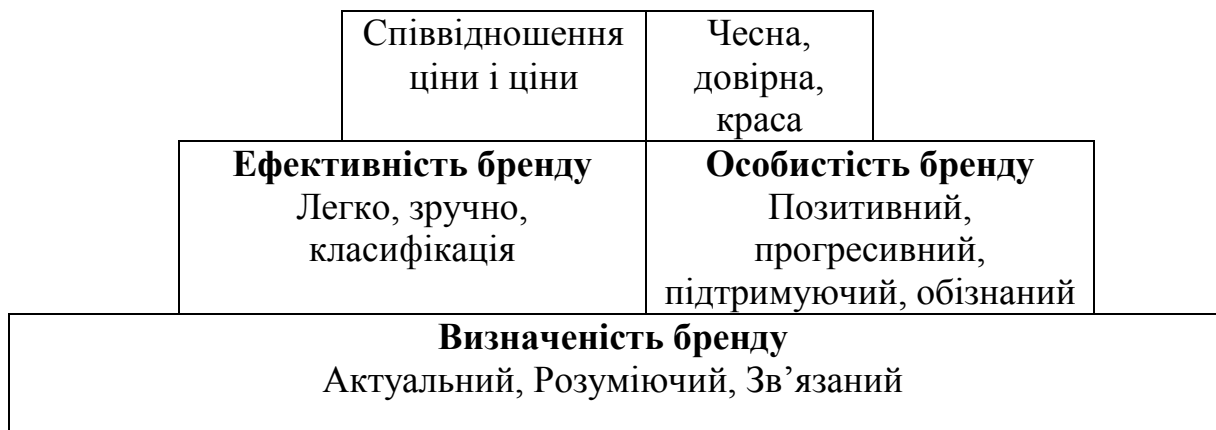 Співвідношення
ціни і ціни
Чесна,
довірна,
краса
Ефективність бренду
Легко, зручно,
класифікація
Особистість бренду
Позитивний,
прогресивний,
підтримуючий, обізнаний
Визначеність бренду
Актуальний, Розуміючий, Зв’язаний